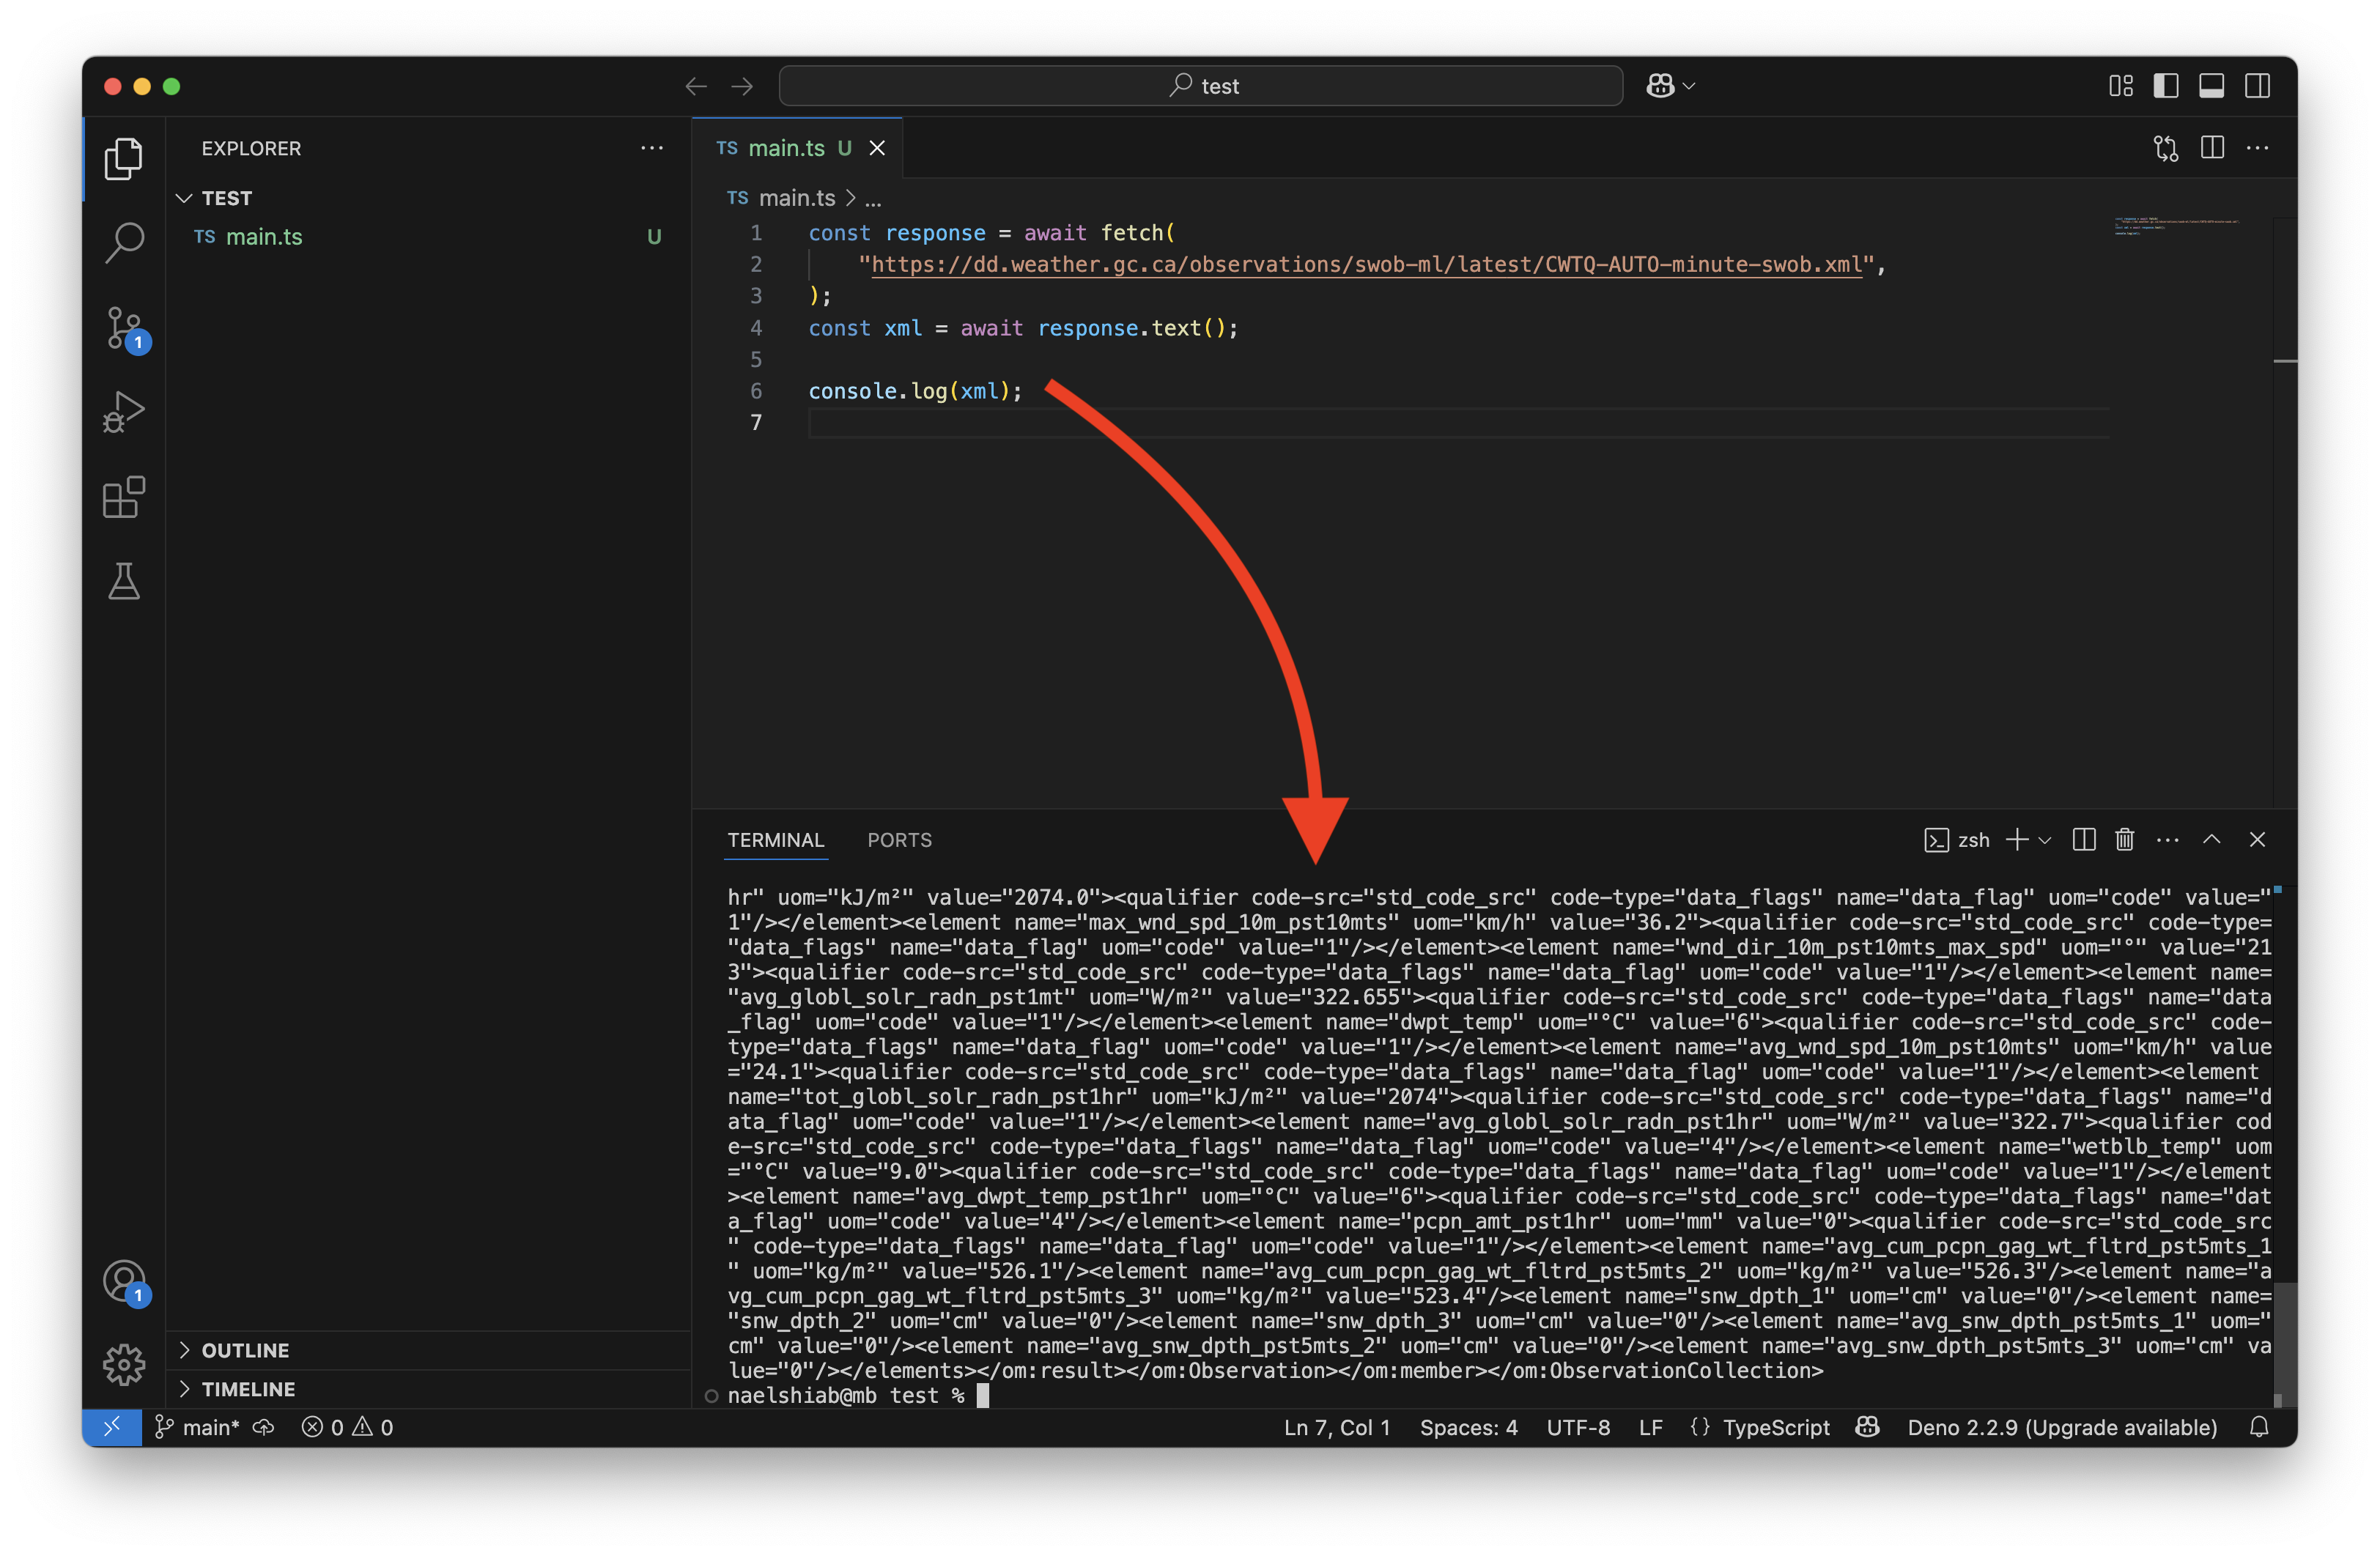 test
EXPLORER
TEST
TS main.ts U
1
1
OUTLINE
TIMELINE
TS main.ts U
TS main.ts > ...
1 const response = await fetch(
2 "https://dd.weather.gc.ca/observations/swob-ml/latest/CWTQ-AUTO-minute-swob.xml",
3 );
4 const xml = await response.text();
5
6 console.log(xml);
7
TERMINAL PORTS zsh
hr" uom="kJ/m²" value="2074.0"><qualifier code-src="std_code_src" code-type="data_flags" name="data_flag" uom="code" value="
1"/></element><element name="max_wnd_spd_10m_pst10mts" uom="km/h" value="36.2"><qualifier code-src="std_code_src" code-type=
"data_flags" name="data_flag" uom="code" value="1"/></element><element name="wnd_dir_10m_pst10mts_max_spd" uom="°" value="21
3"><qualifier code-src="std_code_src" code-type="data_flags" name="data_flag" uom="code" value="1"/></element><element name=
"avg_globl_solr_radn_pst1mt" uom="W/m²" value="322.655"><qualifier code-src="std_code_src" code-type="data_flags" name="data
_flag" uom="code" value="1"/></element><element name="dwpt_temp" uom="°C" value="6"><qualifier code-src="std_code_src" code-
type="data_flags" name="data_flag" uom="code" value="1"/></element><element name="avg_wnd_spd_10m_pst10mts" uom="km/h" value
="24.1"><qualifier code-src="std_code_src" code-type="data_flags" name="data_flag" uom="code" value="1"/></element><element
name="tot_globl_solr_radn_pst1hr" uom="kJ/m²" value="2074"><qualifier code-src="std_code_src" code-type="data_flags" name="d
ata_flag" uom="code" value="1"/></element><element name="avg_globl_solr_radn_pst1hr" uom="W/m²" value="322.7"><qualifier cod
e-src="std_code_src" code-type="data_flags" name="data_flag" uom="code" value="4"/></element><element name="wetblb_temp" uom
="°C" value="9.0"><qualifier code-src="std_code_src" code-type="data_flags" name="data_flag" uom="code" value="1"/></element
><element name="avg_dwpt_temp_pst1hr" uom="°C" value="6"><qualifier code-src="std_code_src" code-type="data_flags" name="dat
a_flag" uom="code" value="4"/></element><element name="pcpn_amt_pst1hr" uom="mm" value="0"><qualifier code-src="std_code_src
" code-type="data_flags" name="data_flag" uom="code" value="1"/></element><element name="avg_cum_pcpn_gag_wt_fltrd_pst5mts_1
" uom="kg/m²" value="526.1"/><element name="avg_cum_pcpn_gag_wt_fltrd_pst5mts_2" uom="kg/m²" value="526.3"/><element name="a
vg_cum_pcpn_gag_wt_fltrd_pst5mts_3" uom="kg/m²" value="523.4"/><element name="snw_dpth_1" uom="cm" value="0"/><element name=
"snw_dpth_2" uom="cm" value="0"/><element name="snw_dpth_3" uom="cm" value="0"/><element name="avg_snw_dpth_pst5mts_1" uom="
cm" value="0"/><element name="avg_snw_dpth_pst5mts_2" uom="cm" value="0"/><element name="avg_snw_dpth_pst5mts_3" uom="cm" va
lue="0"/></elements></om:result></om:Observation></om:member></om:ObservationCollection>
naelshiab@mb test %
main* 0 0 Ln 7, Col 1 Spaces: 4 UTF-8 LF {} TypeScript Deno 2.2.9 (Upgrade available)